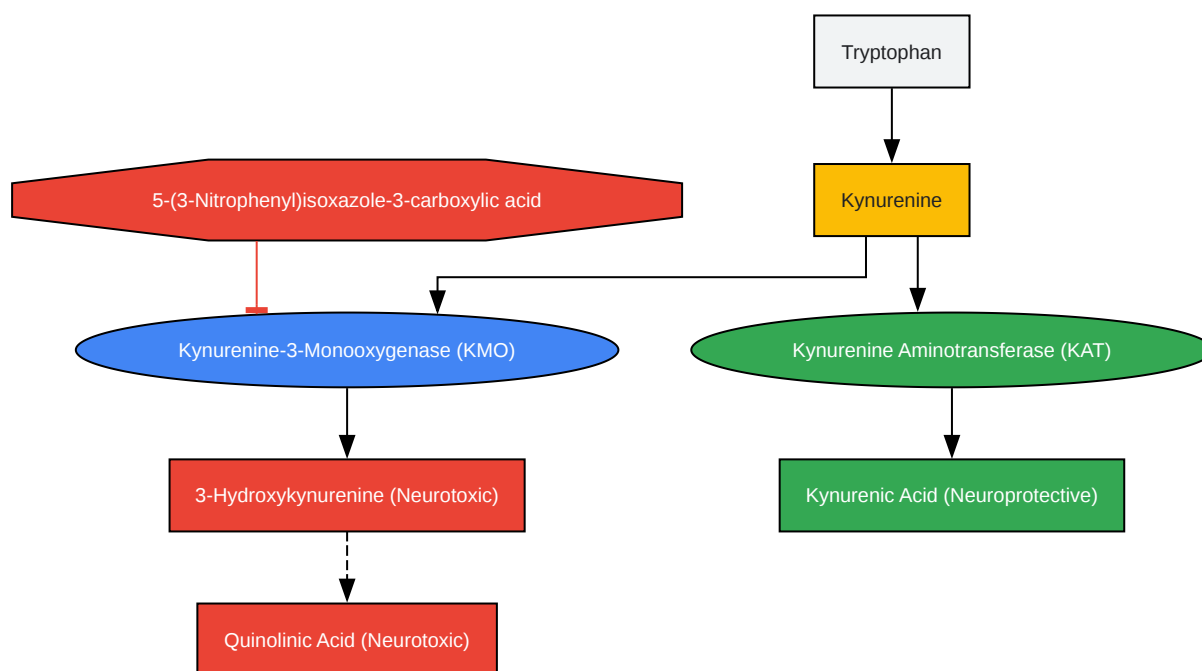 Tryptophan
5-(3-Nitrophenyl)isoxazole-3-carboxylic acid
Kynurenine
Kynurenine-3-Monooxygenase (KMO)
Kynurenine Aminotransferase (KAT)
3-Hydroxykynurenine (Neurotoxic)
Kynurenic Acid (Neuroprotective)
Quinolinic Acid (Neurotoxic)